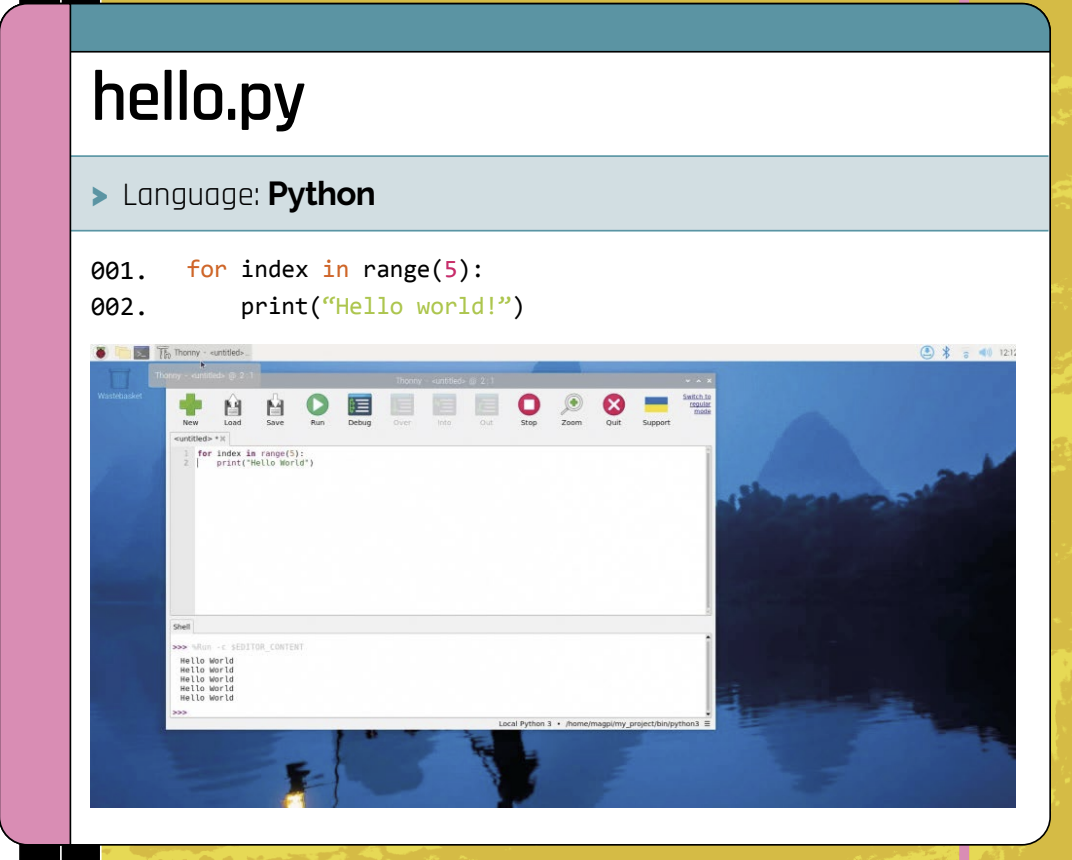 hello.py
> Language: Python
001. for index in range(5):
002. print(“Hello world!”)
Thonny - <untitled>... 12:12
Wastebasket
Thonny - <untitled> @ 2:1
Thonny - <untitled> @ 2:1
New Load Save Run Debug Over Into Out Stop Zoom Quit Support
Switch to
regular
mode
<untitled> *
1 for index in range(5):
2 print("Hello World")
Shell
>>> %Run -c $EDITOR_CONTENT
Hello World
Hello World
Hello World
Hello World
Hello World
>>>
Local Python 3 • /home/magpi/my_project/bin/python3 ≡